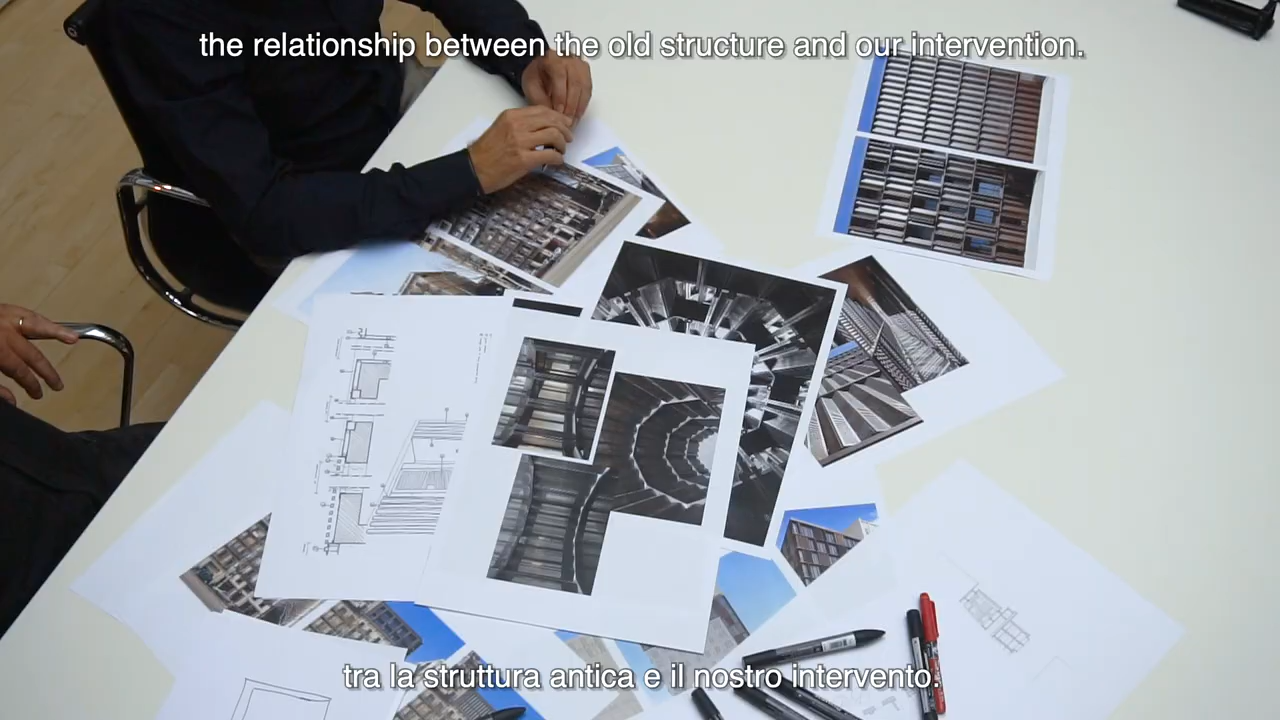 the relationship between the old structure and our intervention.
tra la struttura antica e il nostro intervento.